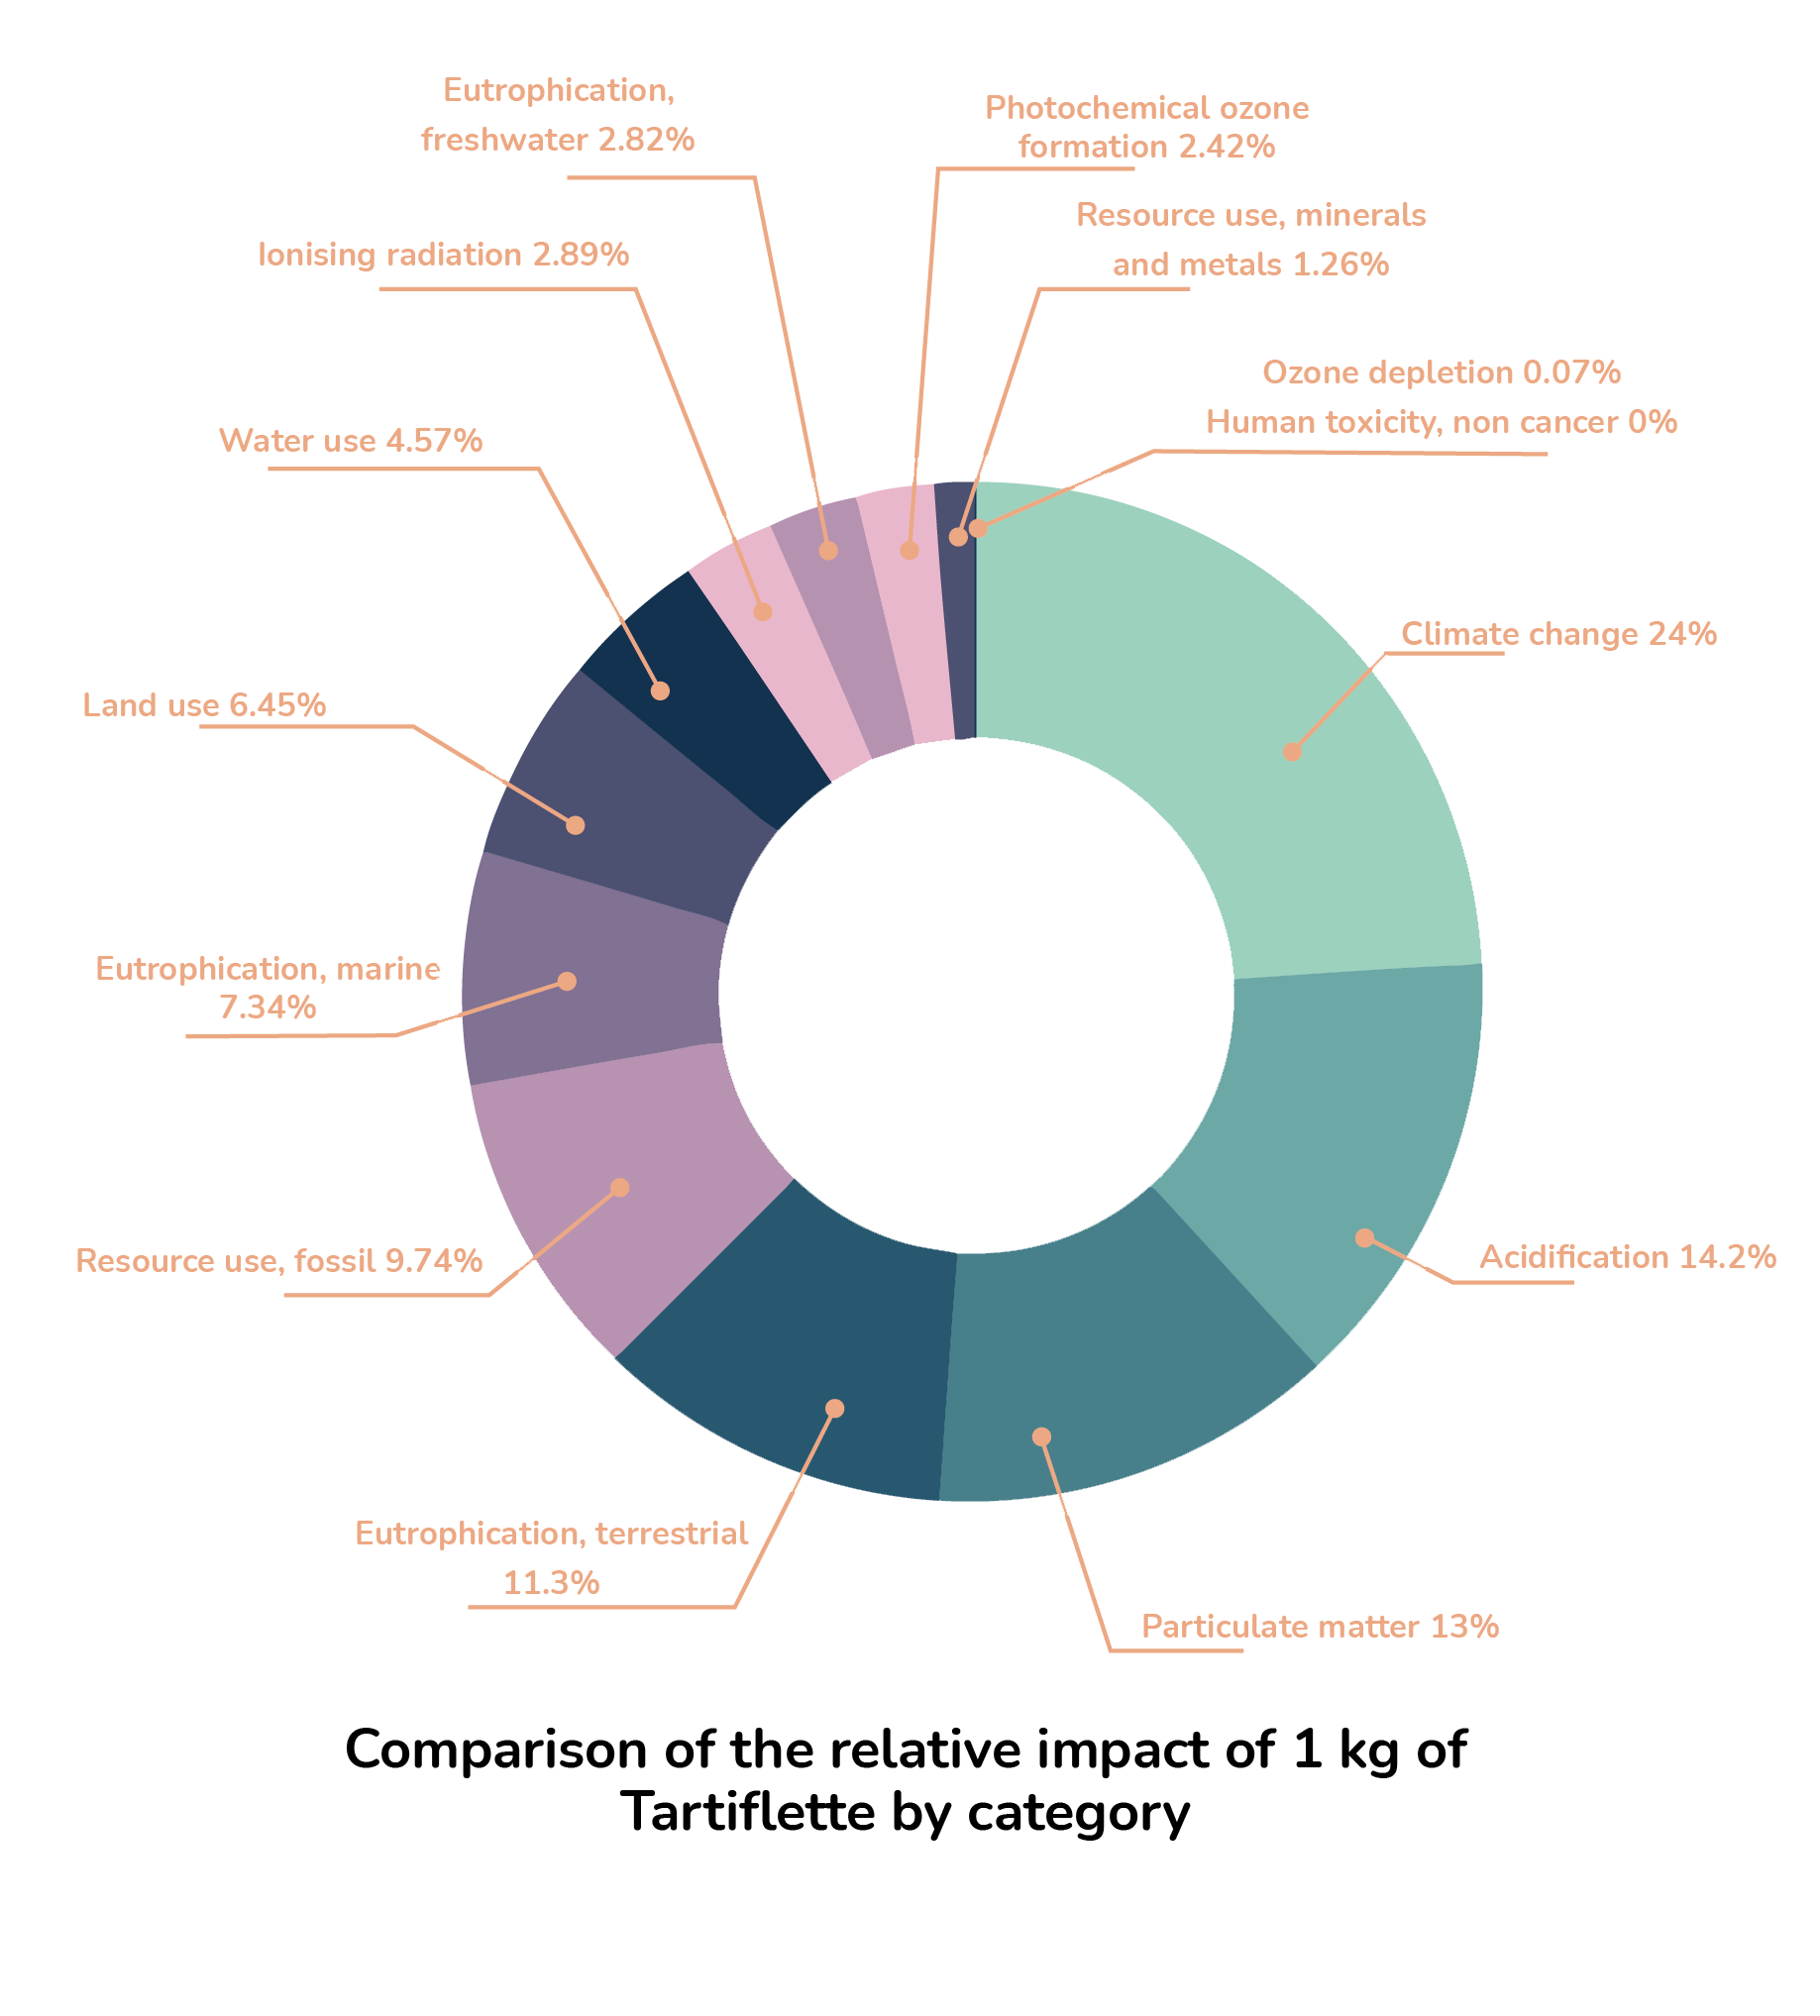 Eutrophication,
freshwater 2.82%
Photochemical ozone
formation 2.42%
Resource use, minerals
and metals 1.26%
Ionising radiation 2.89%
Ozone depletion 0.07%
Human toxicity, non cancer 0%
Water use 4.57%
Climate change 24%
Land use 6.45%
Eutrophication, marine
7.34%
Acidification 14.2%
Resource use, fossil 9.74%
Eutrophication, terrestrial
11.3%
Particulate matter 13%
Comparison of the relative impact of 1 kg of
Tartiflette by category